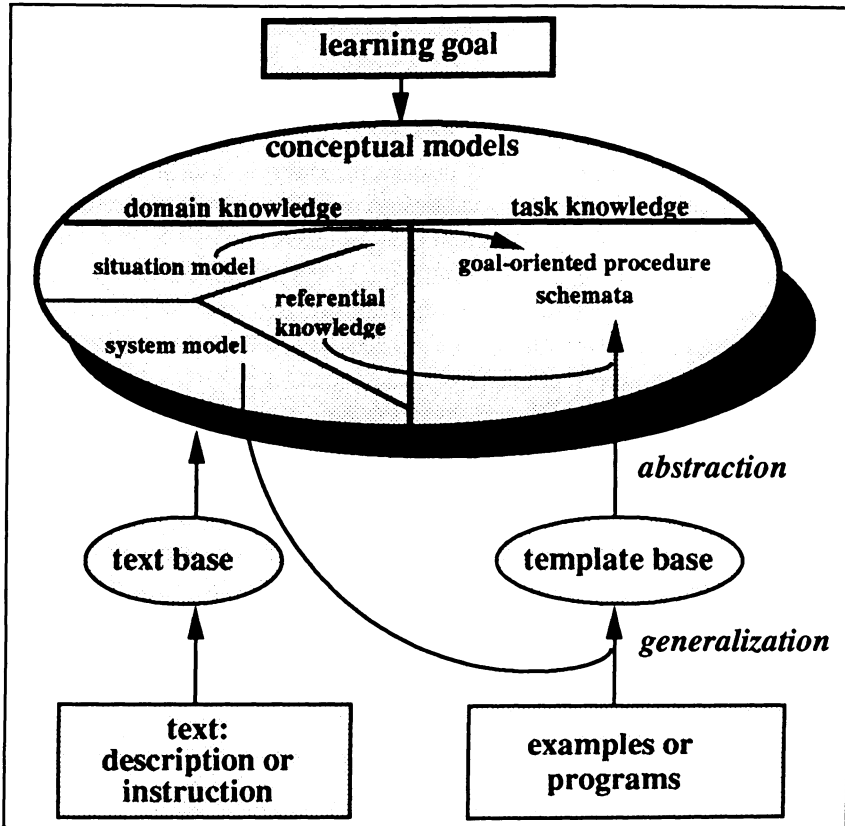 learning goal
conceptual models
domain knowledge
task knowledge
situation model
goal-oriented procedure
schemata
referential
knowledge
system model
abstraction
text base
template base
generalization
text:
description or
instruction
examples or
programs